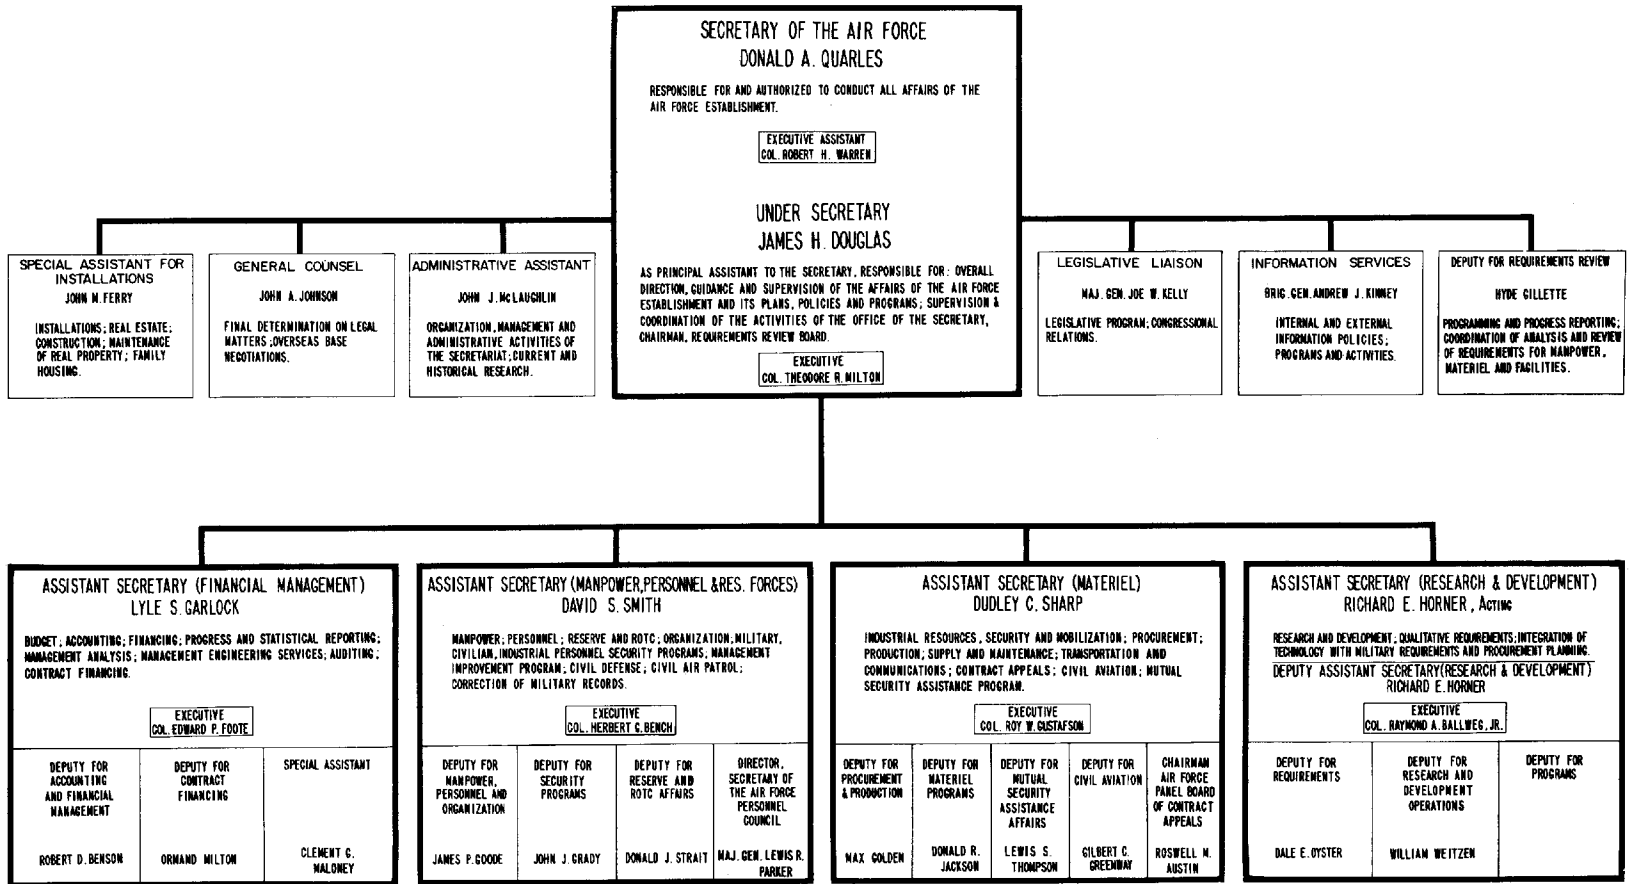 SECRETARY OF THE AIR FORCE
DONALD A. QUARLES
RESPONSIBLE FOR AND AUTHORIZED TO CONDUCT ALL AFFAIRS OF THE
AIR FORCE ESTABLISHMENT.
EXECUTIVE ASSISTANT
COL. ROBERT H. WARREN
UNDER SECRETARY
JAMES H. DOUGLAS
AS PRINCIPAL ASSISTANT TO THE SECRETARY, RESPONSIBLE FOR: OVERALL
DIRECTION, GUIDANCE AND SUPERVISION OF THE AFFAIRS OF THE AIR FORCE
ESTABLISHMENT AND ITS PLANS, POLICIES AND PROGRAMS; SUPERVISION &
COORDINATION OF THE ACTIVITIES OF THE OFFICE OF THE SECRETARY,
CHAIRMAN, REQUIREMENTS REVIEW BOARD.
EXECUTIVE
COL. THEODORE R. MILTON
SPECIAL ASSISTANT FOR
INSTALLATIONS
JOHN M. FERRY
INSTALLATIONS; REAL ESTATE;
CONSTRUCTION; MAINTENANCE
OF REAL PROPERTY; FAMILY
HOUSING.
GENERAL COUNSEL
JOHN A. JOHNSON
FINAL DETERMINATION ON LEGAL
MATTERS; OVERSEAS BASE
NEGOTIATIONS.
ADMINISTRATIVE ASSISTANT
JOHN J. McLAUGHLIN
ORGANIZATION, MANAGEMENT AND
ADMINISTRATIVE ACTIVITIES OF
THE SECRETARIAT; CURRENT AND
HISTORICAL RESEARCH.
LEGISLATIVE LIAISON
MAJ. GEN. JOE W. KELLY
LEGISLATIVE PROGRAM; CONGRESSIONAL
RELATIONS.
INFORMATION SERVICES
BRIG. GEN. ANDREW J. KINNEY
INTERNAL AND EXTERNAL
INFORMATION POLICIES;
PROGRAMS AND ACTIVITIES.
DEPUTY FOR REQUIREMENTS REVIEW
HYDE GILLETTE
PROGRAMMING AND PROGRESS REPORTING;
COORDINATION OF ANALYSIS AND REVIEW
OF REQUIREMENTS FOR MANPOWER,
MATERIEL AND FACILITIES.
ASSISTANT SECRETARY (FINANCIAL MANAGEMENT)
LYLE S. GARLOCK
BUDGET; ACCOUNTING; FINANCING; PROGRESS AND STATISTICAL REPORTING;
MANAGEMENT ANALYSIS; MANAGEMENT ENGINEERING SERVICES; AUDITING;
CONTRACT FINANCING.
EXECUTIVE
COL. EDWARD P. FOOTE
DEPUTY FOR
ACCOUNTING
AND FINANCIAL
MANAGEMENT
ROBERT D. BENSON
DEPUTY FOR
CONTRACT
FINANCING
ORMAND MILTON
SPECIAL ASSISTANT
CLEMENT G.
MALONEY
ASSISTANT SECRETARY (MANPOWER, PERSONNEL & RES. FORCES)
DAVID S. SMITH
MANPOWER; PERSONNEL; RESERVE AND ROTC; ORGANIZATION; MILITARY,
CIVILIAN, INDUSTRIAL PERSONNEL SECURITY PROGRAMS; MANAGEMENT
IMPROVEMENT PROGRAM; CIVIL DEFENSE; CIVIL AIR PATROL;
CORRECTION OF MILITARY RECORDS.
EXECUTIVE
COL. HERBERT G. BENCH
DEPUTY FOR
MANPOWER,
PERSONNEL AND
ORGANIZATION
JAMES P. GOODE
DEPUTY FOR
SECURITY
PROGRAMS
JOHN J. GRADY
DEPUTY FOR
RESERVE AND
ROTC AFFAIRS
DONALD J. STRAIT
DIRECTOR,
SECRETARY OF
THE AIR FORCE
PERSONNEL
COUNCIL
MAJ. GEN. LEWIS R.
PARKER
ASSISTANT SECRETARY (MATERIEL)
DUDLEY C. SHARP
INDUSTRIAL RESOURCES, SECURITY AND MOBILIZATION; PROCUREMENT;
PRODUCTION; SUPPLY AND MAINTENANCE; TRANSPORTATION AND
COMMUNICATIONS; CONTRACT APPEALS; CIVIL AVIATION; MUTUAL
SECURITY ASSISTANCE PROGRAM.
EXECUTIVE
COL. ROY W. GUSTAFSON
DEPUTY FOR
PROCUREMENT
& PRODUCTION
MAX GOLDEN
DEPUTY FOR
MATERIEL
PROGRAMS
DONALD R.
JACKSON
DEPUTY FOR
MUTUAL
SECURITY
ASSISTANCE
AFFAIRS
LEWIS S.
THOMPSON
DEPUTY FOR
CIVIL AVIATION
GILBERT C.
GREENWAY
CHAIRMAN
AIR FORCE
PANEL BOARD
OF CONTRACT
APPEALS
ROSWELL M.
AUSTIN
ASSISTANT SECRETARY (RESEARCH & DEVELOPMENT)
RICHARD E. HORNER, ACTING
RESEARCH AND DEVELOPMENT; QUALITATIVE REQUIREMENTS; INTEGRATION OF
TECHNOLOGY WITH MILITARY REQUIREMENTS AND PROCUREMENT PLANNING.
DEPUTY ASSISTANT SECRETARY (RESEARCH & DEVELOPMENT)
RICHARD E. HORNER
EXECUTIVE
COL. RAYMOND A. BALLWEG, JR.
DEPUTY FOR
REQUIREMENTS
DALE E. OYSTER
DEPUTY FOR
RESEARCH AND
DEVELOPMENT
OPERATIONS
WILLIAM WEITZEN
DEPUTY FOR
PROGRAMS